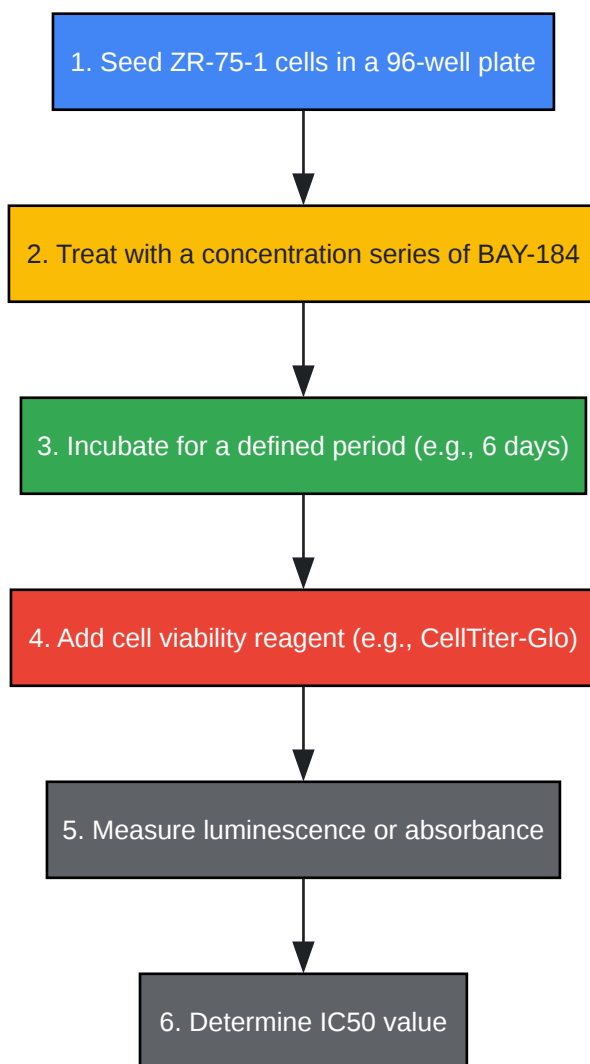 1. Seed ZR-75-1 cells in a 96-well plate
2. Treat with a concentration series of BAY-184
3. Incubate for a defined period (e.g., 6 days)
4. Add cell viability reagent (e.g., CellTiter-Glo)
5. Measure luminescence or absorbance
6. Determine IC50 value